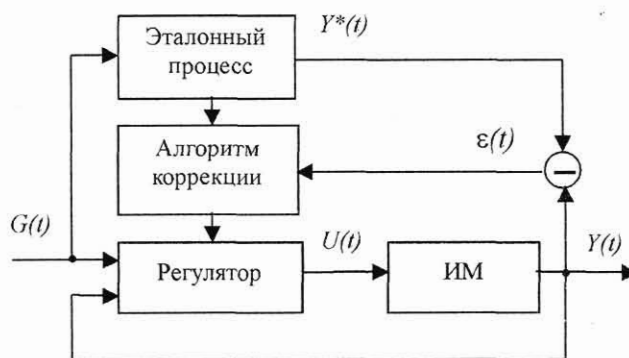 Эталонный
процесс
Y*(t)
Алгоритм
коррекции
ε(t)
−
G(t)
Регулятор
U(t)
ИМ
Y(t)